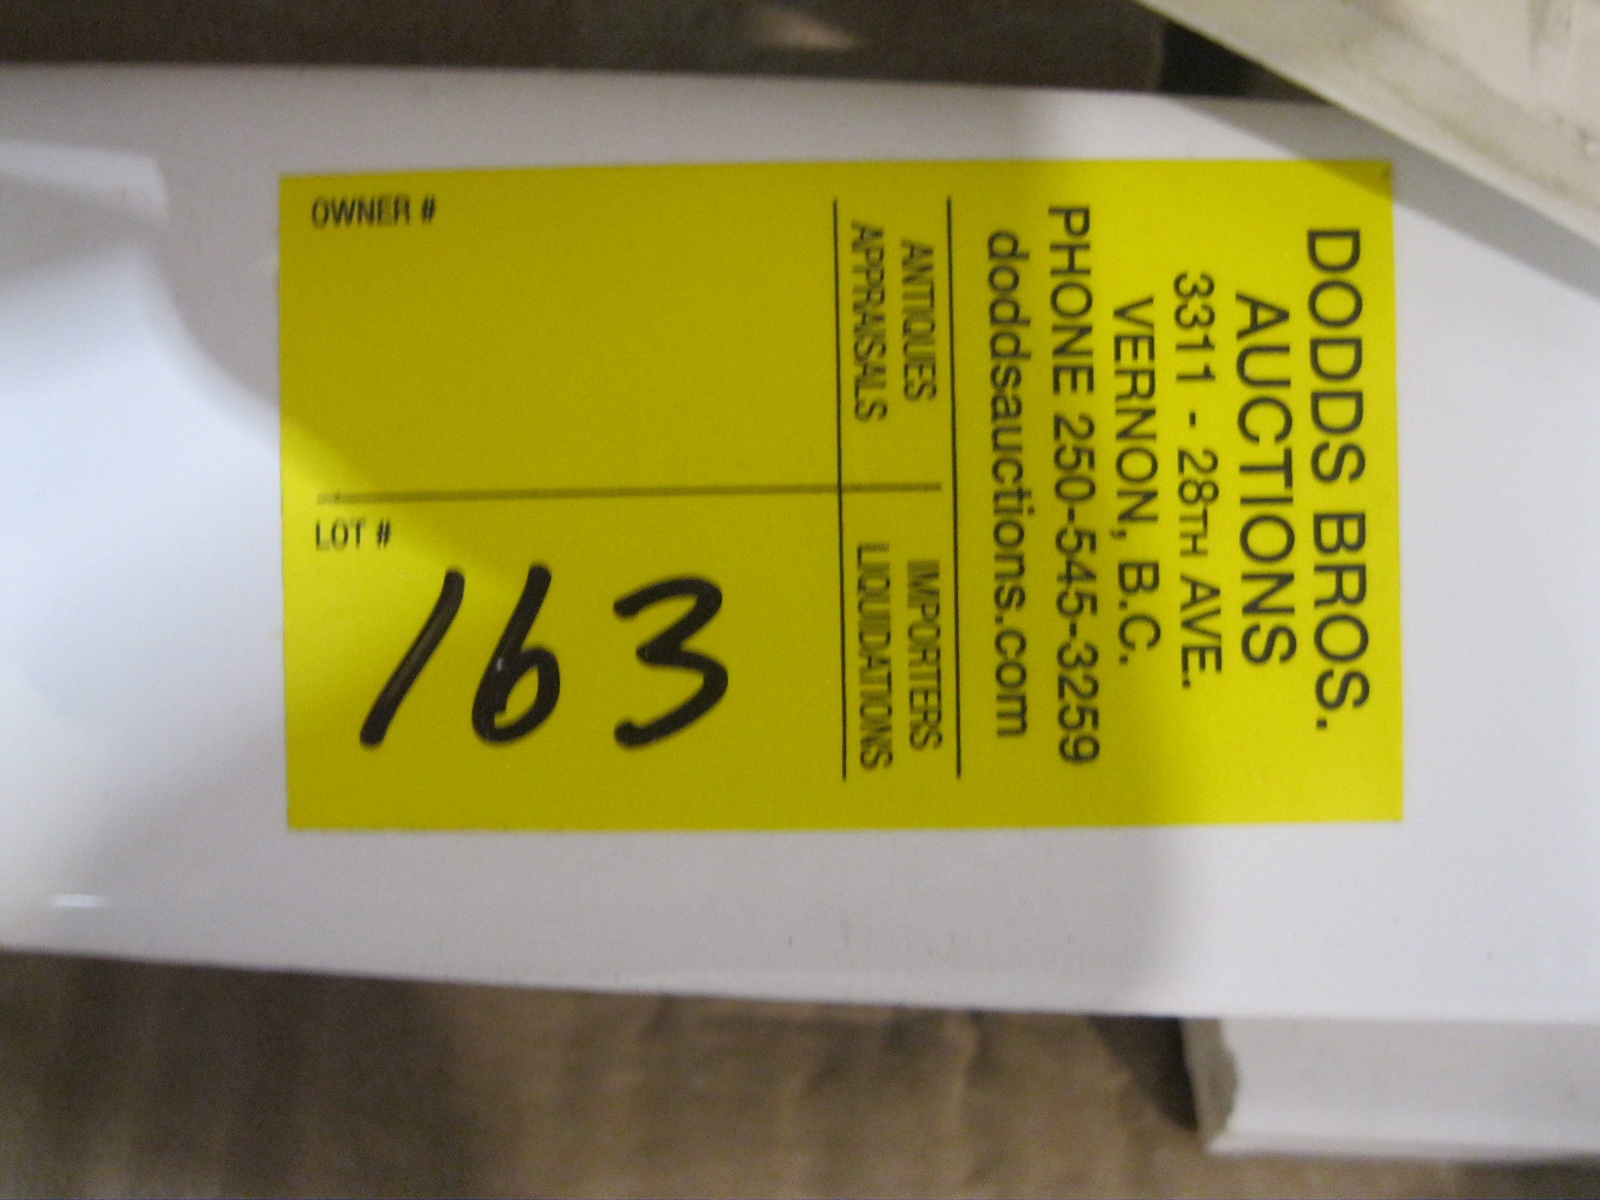 DODDS BROS.
AUCTIONS
3311 - 28TH AVE.
VERNON, B.C.
PHONE 250-545-3259
doddsauctions.com
ANTIQUES IMPORTERS
APPRAISALS LIQUIDATIONS
OWNER #
LOT #
163